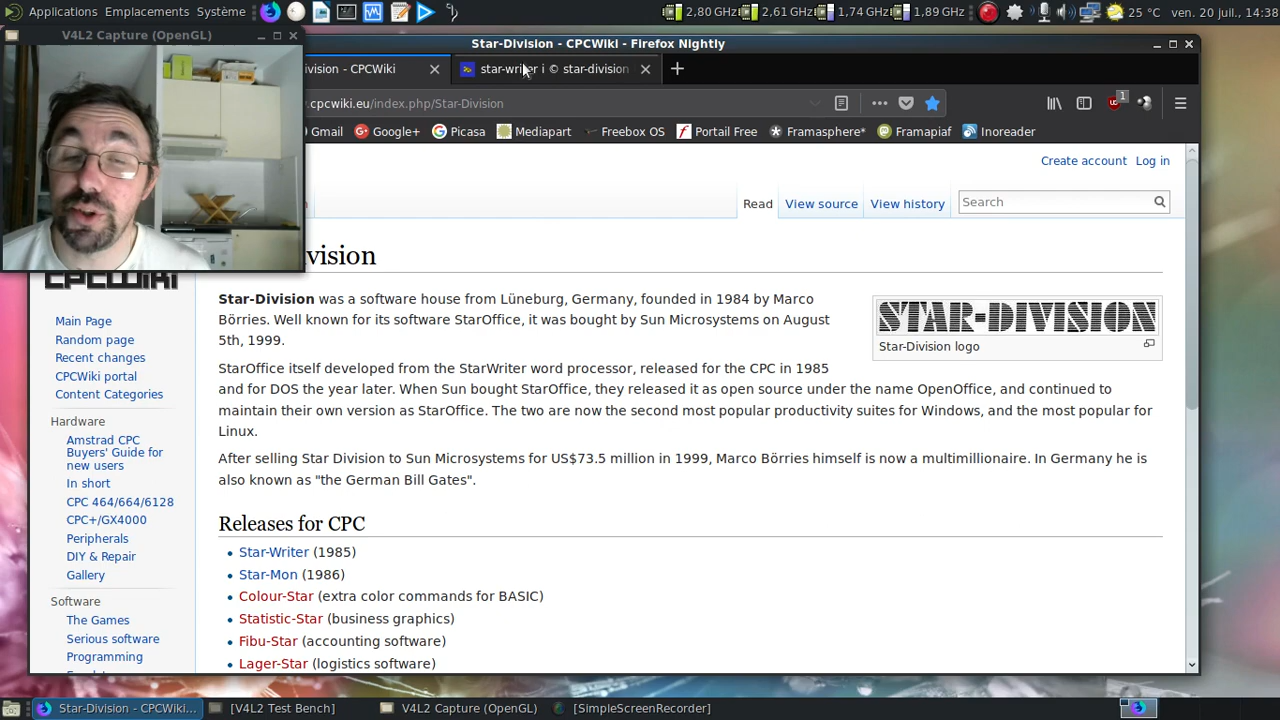 Applications Emplacements Système 2,80 GHz 2,61 GHz 1,74 GHz 1,89 GHz 25 °C ven. 20 juil., 14:38
V4L2 Capture (OpenGL)
Star-Division - CPCWiki - Firefox Nightly
ivision - CPCWiki star-writer i © star-division
.cpcwiki.eu/index.php/Star-Division
1
Gmail Google+ Picasa Mediapart Freebox OS Portail Free Framasphere* Framapiaf Inoreader
Create account Log in
Read View source View history Search
vision
CPCWIKI
Star-Division was a software house from Lüneburg, Germany, founded in 1984 by Marco
Börries. Well known for its software StarOffice, it was bought by Sun Microsystems on August
5th, 1999.
STAR-DIVISION
Star-Division logo
StarOffice itself developed from the StarWriter word processor, released for the CPC in 1985
and for DOS the year later. When Sun bought StarOffice, they released it as open source under the name OpenOffice, and continued to
maintain their own version as StarOffice. The two are now the second most popular productivity suites for Windows, and the most popular for
Linux.
After selling Star Division to Sun Microsystems for US$73.5 million in 1999, Marco Börries himself is now a multimillionaire. In Germany he is
also known as "the German Bill Gates".
Releases for CPC
Star-Writer (1985)
Star-Mon (1986)
Colour-Star (extra color commands for BASIC)
Statistic-Star (business graphics)
Fibu-Star (accounting software)
Lager-Star (logistics software)
Main Page
Random page
Recent changes
CPCWiki portal
Content Categories
Hardware
Amstrad CPC
Buyers' Guide for
new users
In short
CPC 464/664/6128
CPC+/GX4000
Peripherals
DIY & Repair
Gallery
Software
The Games
Serious software
Programming
Star-Division - CPCWiki... [V4L2 Test Bench] V4L2 Capture (OpenGL) [SimpleScreenRecorder]